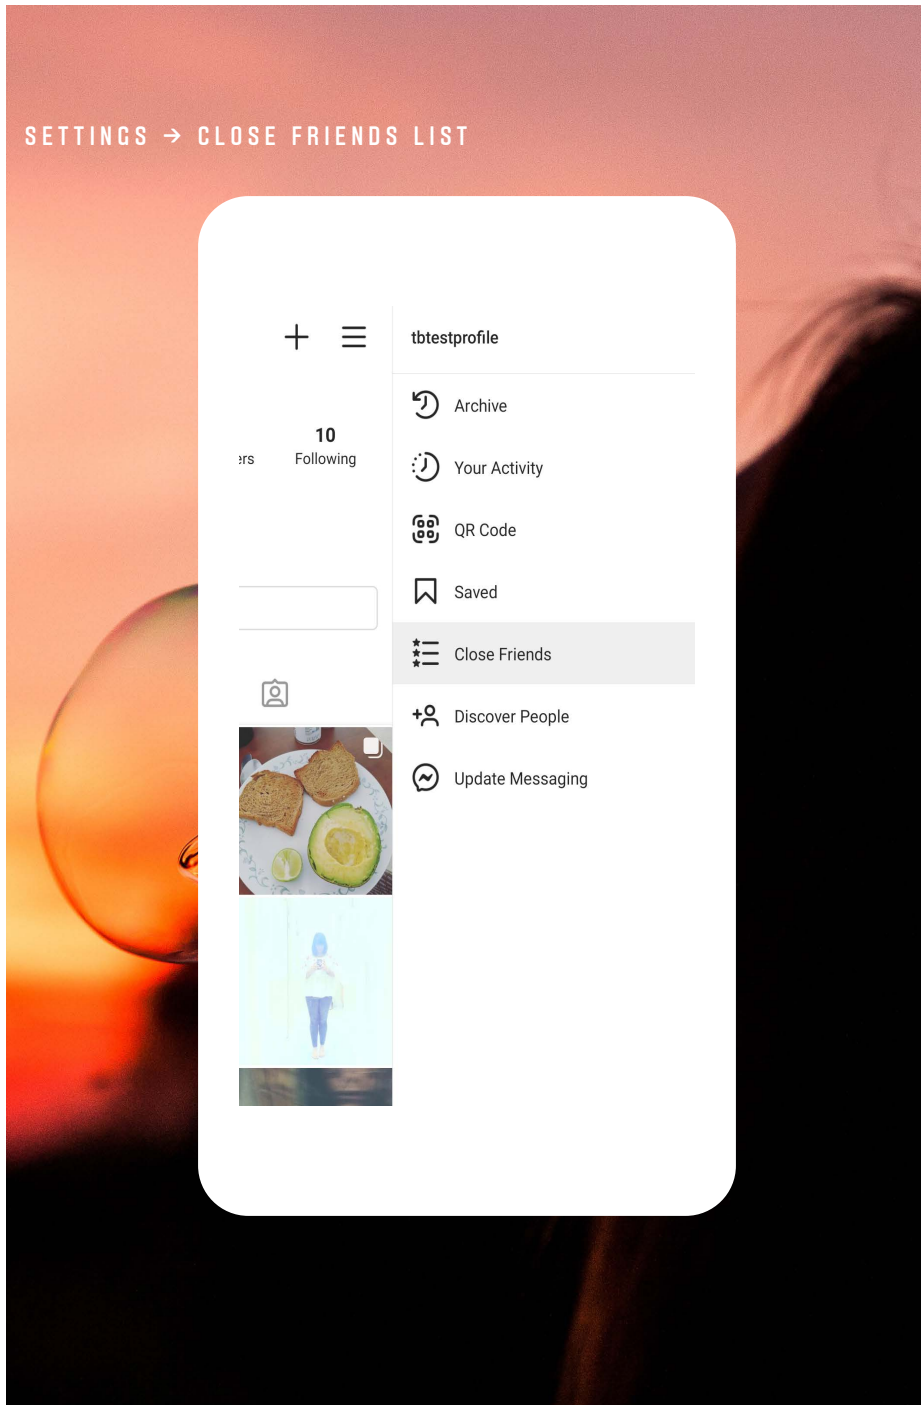 SETTINGS → CLOSE FRIENDS LIST
tbtestprofile
10
ers Following
Archive
Your Activity
QR Code
Saved
Close Friends
Discover People
Update Messaging